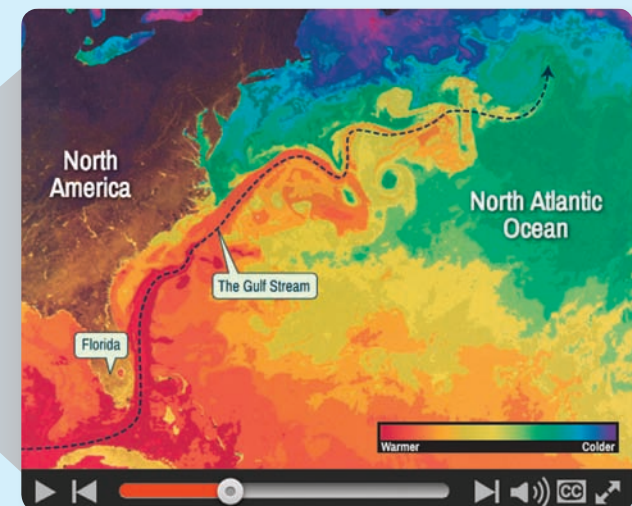 North
America
North Atlantic
Ocean
The Gulf Stream
Florida
Warmer
Colder
CC